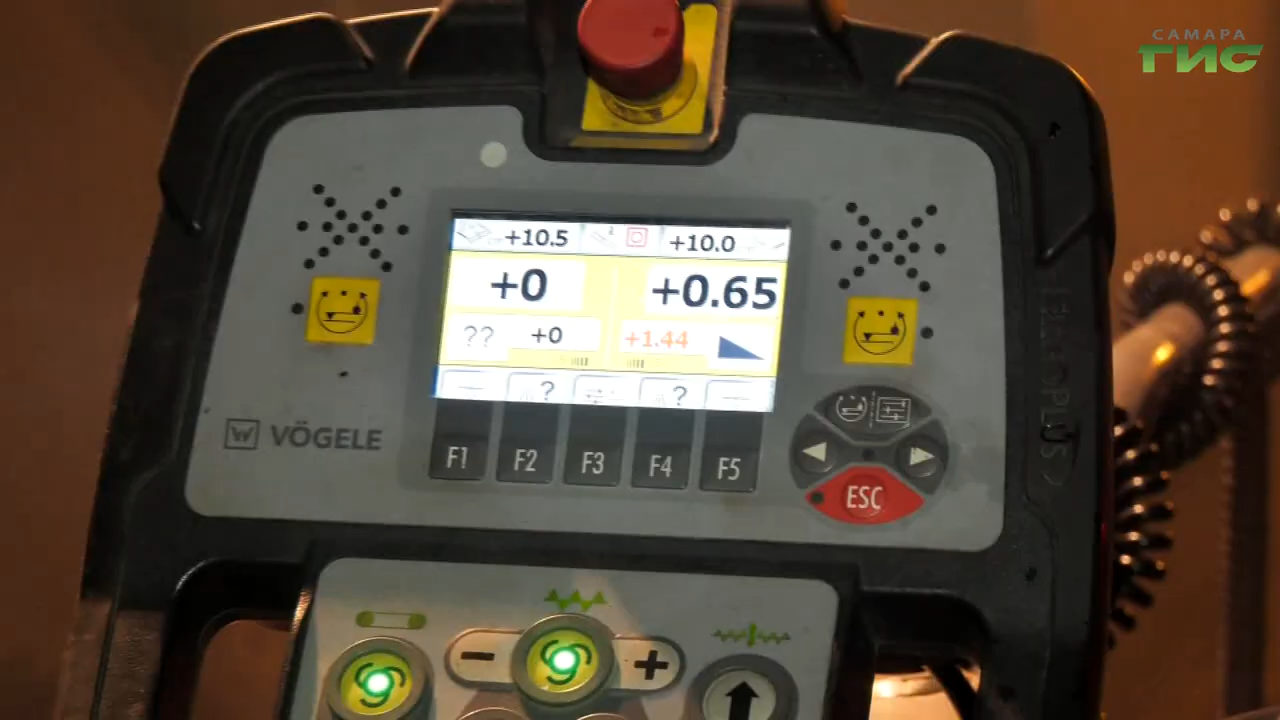 САМАРА
ГИС
+10.5 +10.0
+0 +0.65
?? +0 +1.44
? ?
F1 F2 F3 F4 F5
VÖGELE
ESC
- +